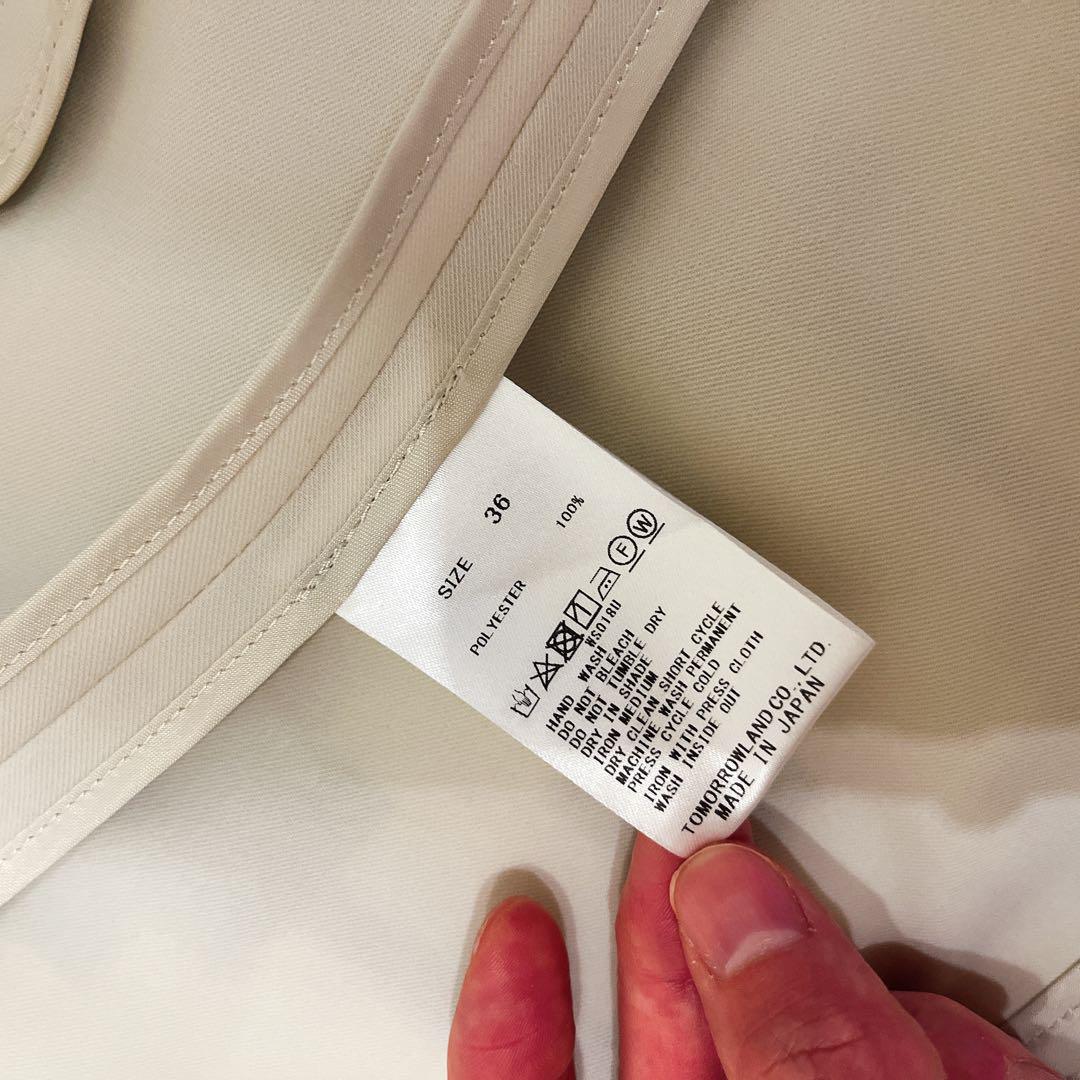 SIZE 36
POLYESTER 100%
F W
WS018U
HAND WASH
DO NOT BLEACH
DO NOT TUMBLE DRY
DRY IN SHADE
IRON MEDIUM
DRY CLEAN SHORT CYCLE
MACHINE WASH PERMANENT
PRESS CYCLE COLD
IRON WITH PRESS CLOTH
WASH INSIDE OUT
TOMORROWLAND CO., LTD.
MADE IN JAPAN